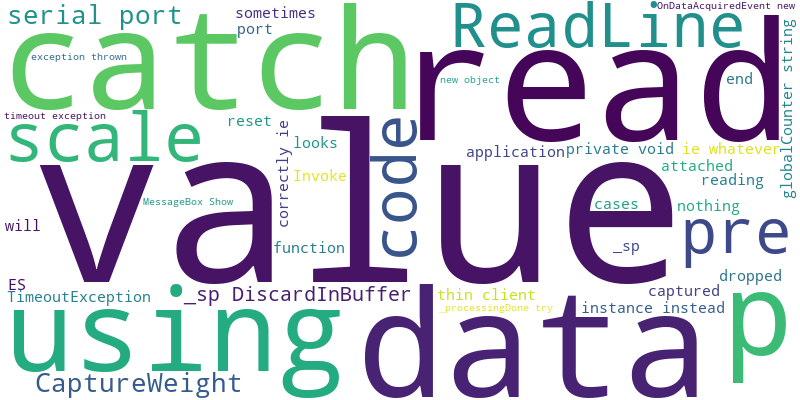 serial port
sometimes
OnDataAcquiredEvent new
catch
port
ReadLine
exception thrown
read
new object
end
globalCounter string
timeout exception
scale
reset
correctly ie
looks
code
application
private void
ie whatever
attached
value
Invoke
reading
MessageBox Show
cases
nothing
will
function
_sp
pre
ES
TimeoutException
_sp DiscardInBuffer
thin client
captured
dropped
using
data
_processingDone try
instance instead
p
CaptureWeight